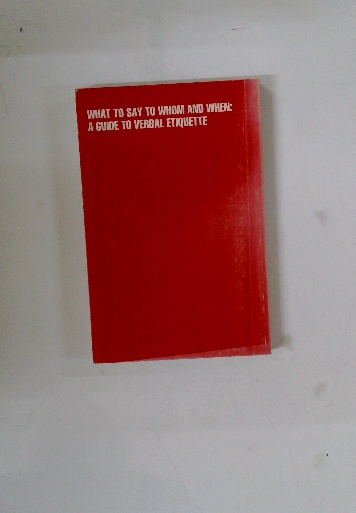 WHAT TO SAY TO WHOM AND WHEN:
A GUIDE TO VERBAL ETIQUETTE